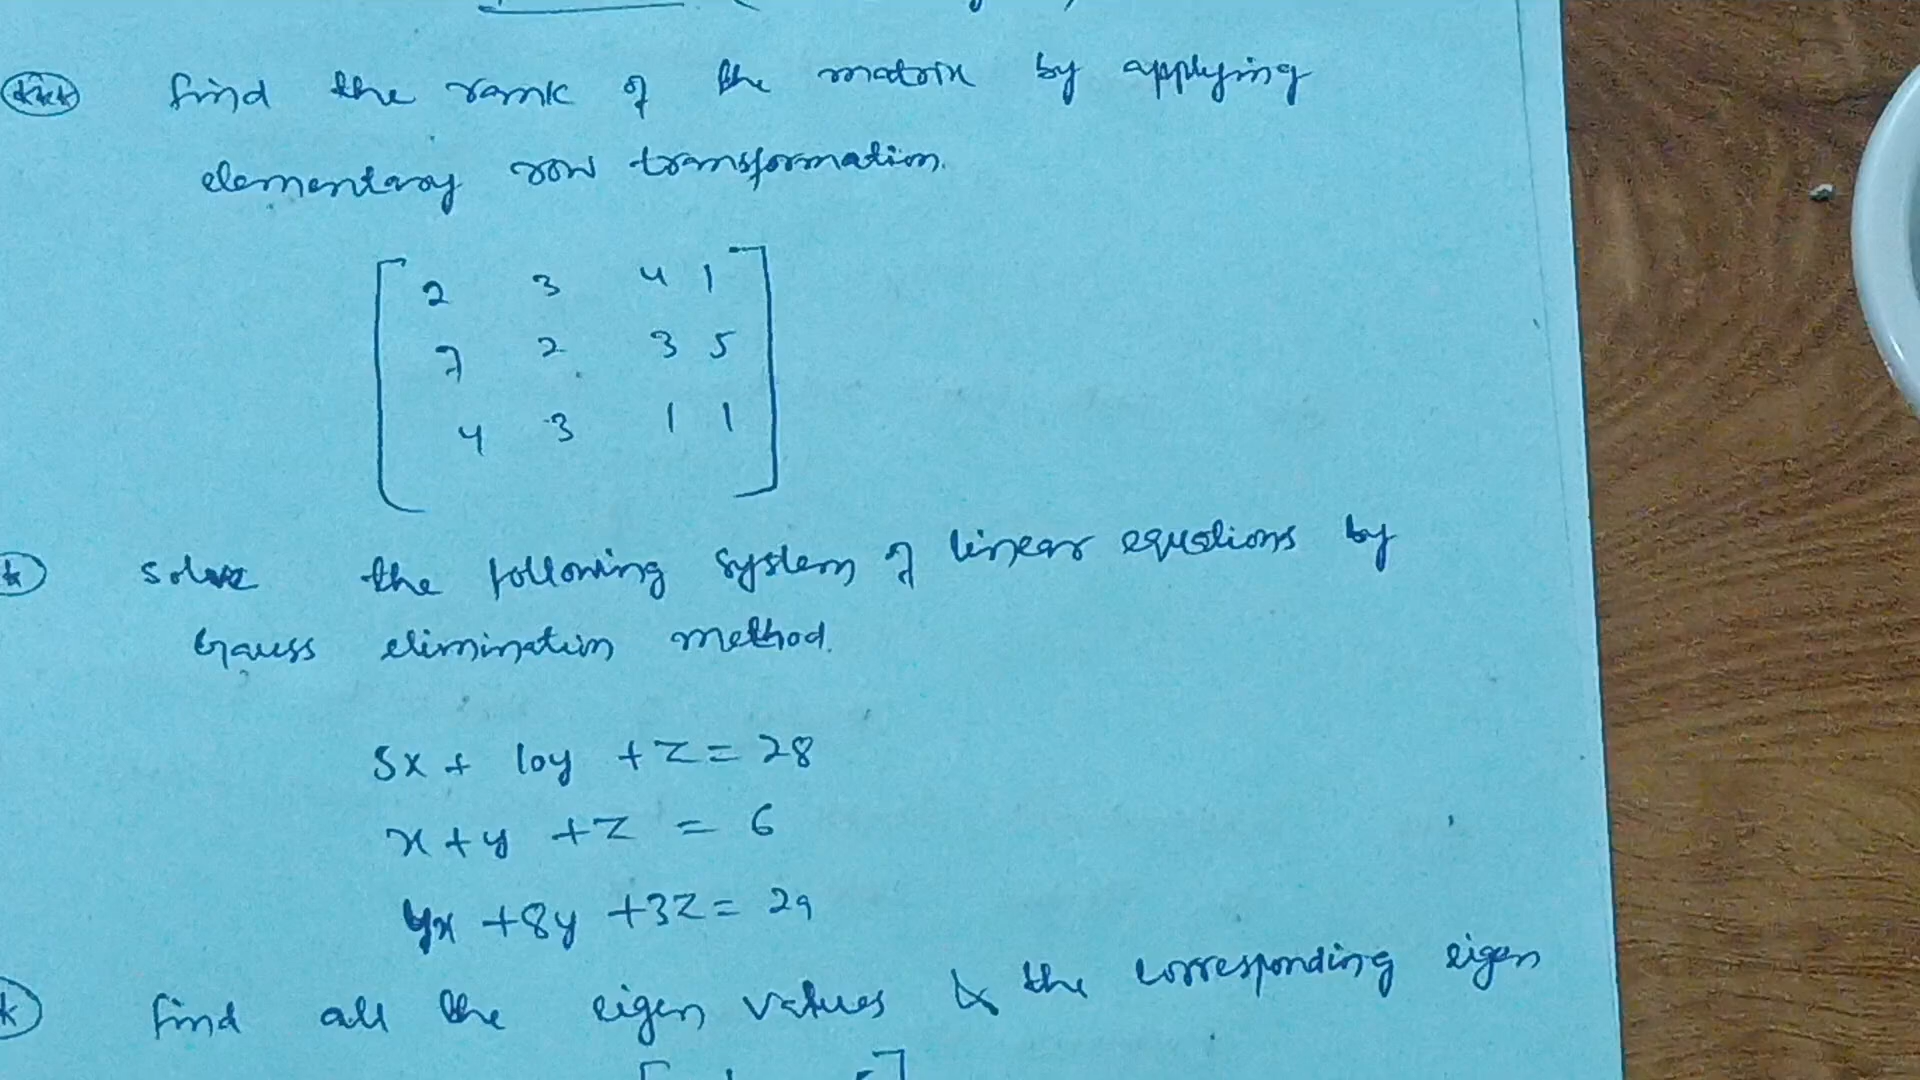 find the rank of the matrix by applying
elementary row transformation.
2 3 4 1
7 2 3 5
4 3 1 1
solve the following system of linear equations by
Gauss elimination method.
5x + 10y + z = 28
x + y + z = 6
4x + 8y + 3z = 29
find all the eigen values & the corresponding eigen